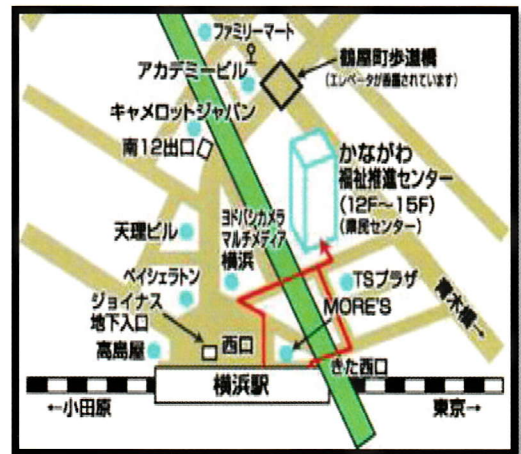 ファミリーマート
鶴屋町歩道橋
(エレベータが設置されています)
アカデミービル
キャメロットジャパン
南12出口
かながわ
福祉推進センター
(12F〜15F)
(県民センター)
天理ビル
ヨドバシカメラ
マルチメディア
横浜
ベイシェラトン
TSプラザ
ジョイナス
地下入口
MORE'S
青木橋→
高島屋
西口
きた西口
横浜駅
←小田原
東京→